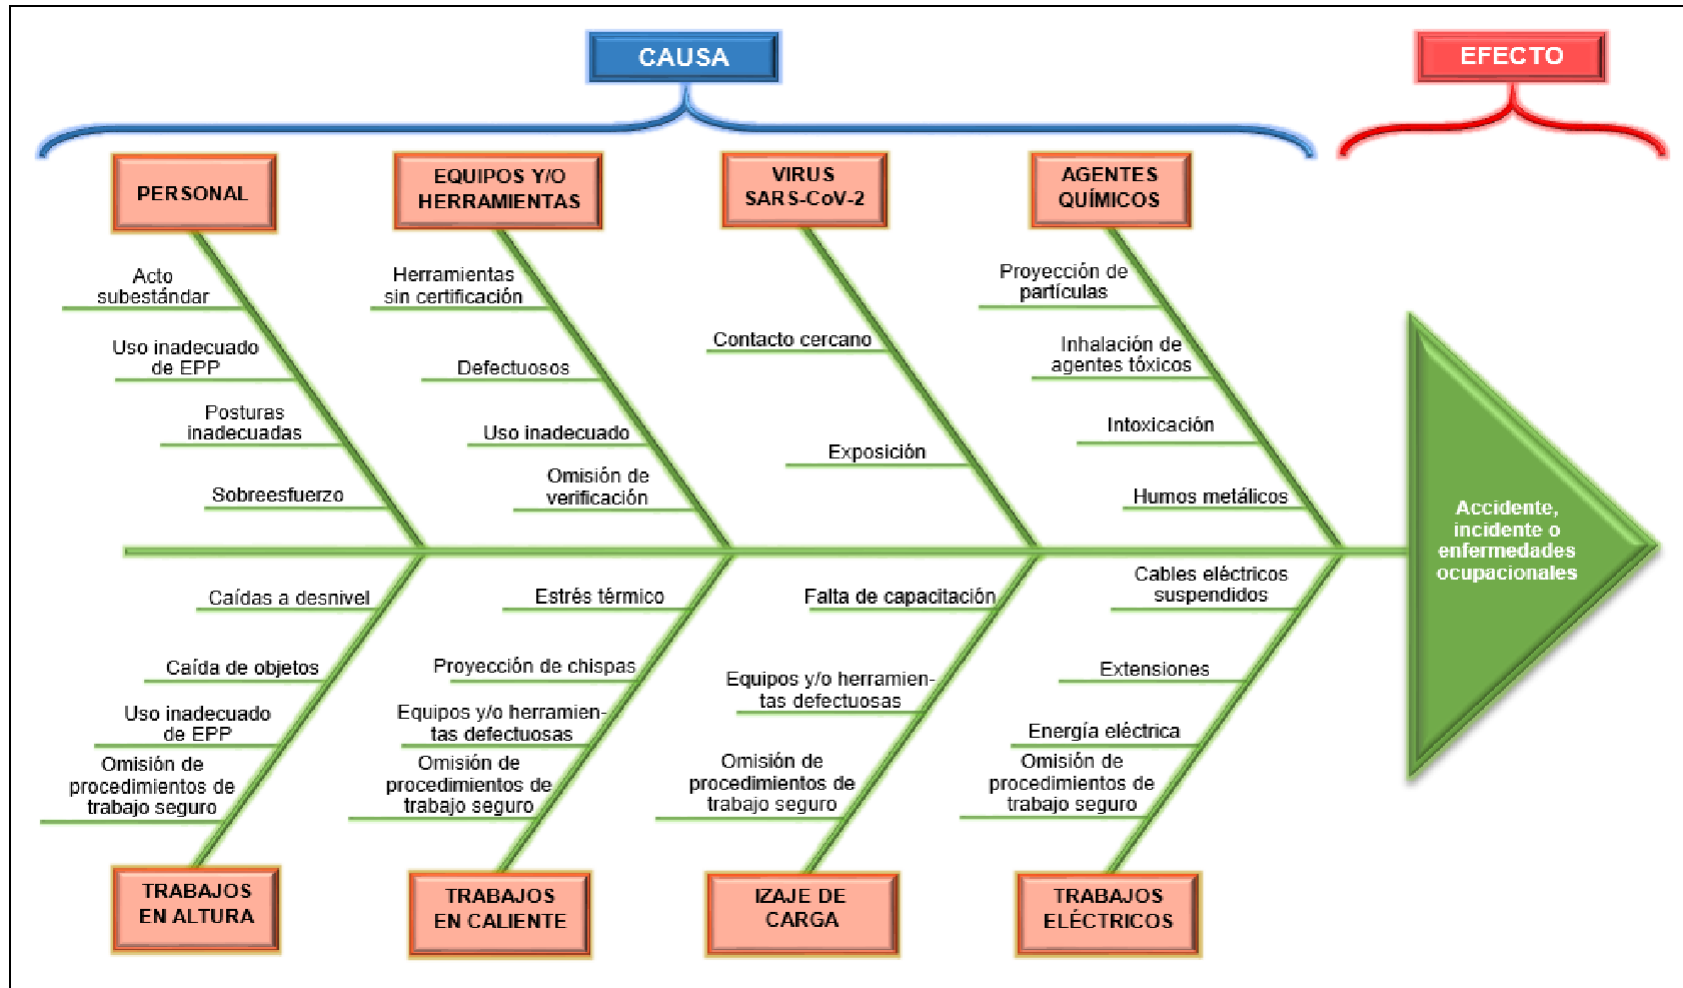 CAUSA
EFECTO
PERSONAL
EQUIPOS Y/O
HERRAMIENTAS
VIRUS
SARS-CoV-2
AGENTES
QUÍMICOS
Acto
subestándar
Uso inadecuado
de EPP
Posturas
inadecuadas
Sobreesfuerzo
Herramientas
sin certificación
Defectuosos
Uso inadecuado
Omisión de
verificación
Contacto cercano
Exposición
Proyección de
partículas
Inhalación de
agentes tóxicos
Intoxicación
Humos metálicos
Accidente,
incidente o
enfermedades
ocupacionales
Caídas a desnivel
Caída de objetos
Uso inadecuado
de EPP
Omisión de
procedimientos de
trabajo seguro
Estrés térmico
Proyección de chispas
Equipos y/o herramien-
tas defectuosas
Omisión de
procedimientos de
trabajo seguro
Falta de capacitación
Equipos y/o herramien-
tas defectuosas
Omisión de
procedimientos de
trabajo seguro
Cables eléctricos
suspendidos
Extensiones
Energía eléctrica
Omisión de
procedimientos de
trabajo seguro
TRABAJOS
EN ALTURA
TRABAJOS
EN CALIENTE
IZAJE DE
CARGA
TRABAJOS
ELÉCTRICOS